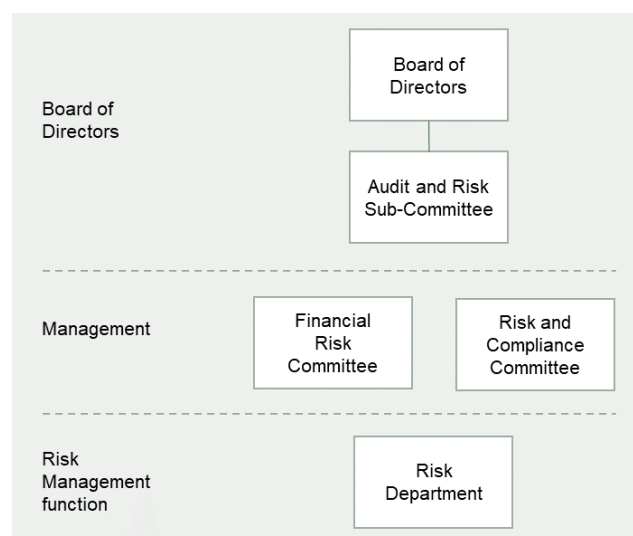 Board of
Directors
Board of
Directors
Audit and Risk
Sub-Committee
Management
Financial
Risk
Committee
Risk and
Compliance
Committee
Risk
Management
function
Risk
Department